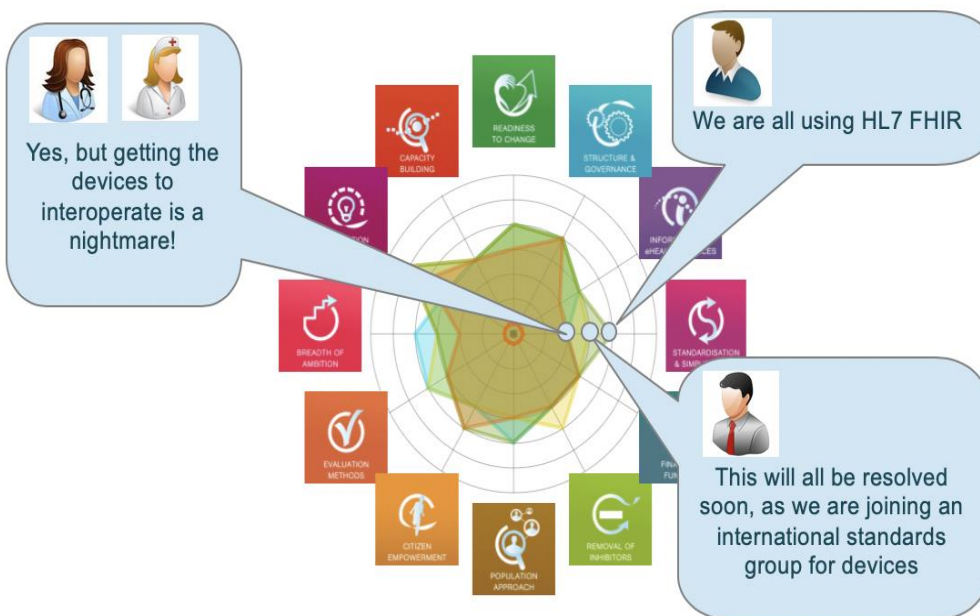 Yes, but getting the
devices to
interoperate is a
nightmare!
We are all using HL7 FHIR
This will all be resolved
soon, as we are joining an
international standards
group for devices
READINESS
TO CHANGE
STRUCTURE &
GOVERNANCE
STANDARDISATION
&
REMOVAL OF
INHIBITORS
POPULATION
APPROACH
CITIZEN
EMPOWERMENT
EVALUATION
METHODS
BREADTH OF
AMBITION
CAPACITY
BUILDING